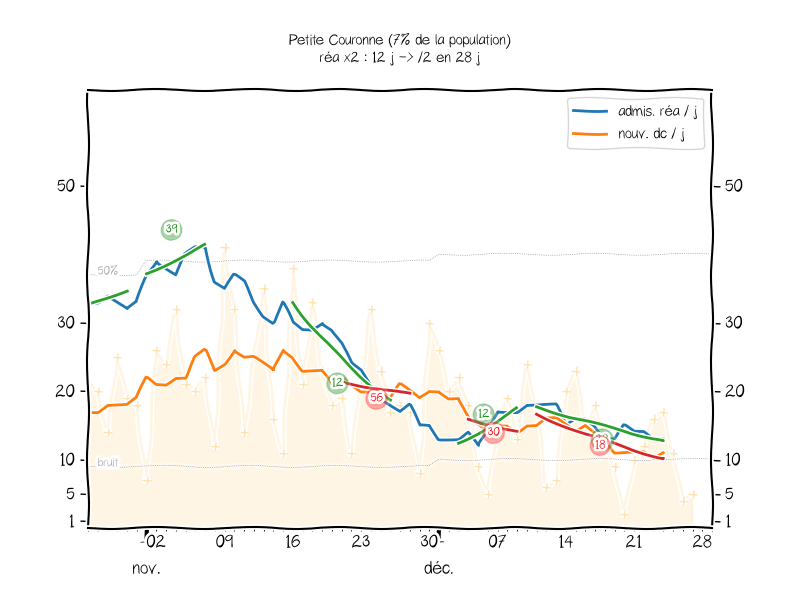 Petite Couronne (7% de la population)
réa x2 : 12 j -> /2 en 28 j
admis. réa / j
nouv. dc / j
50
50
39
50%
30
30
12
56
20
20
12
30
18
bruit
10
10
5
5
1
1
02 09 16 23 30 07 14 21 28
nov. déc.